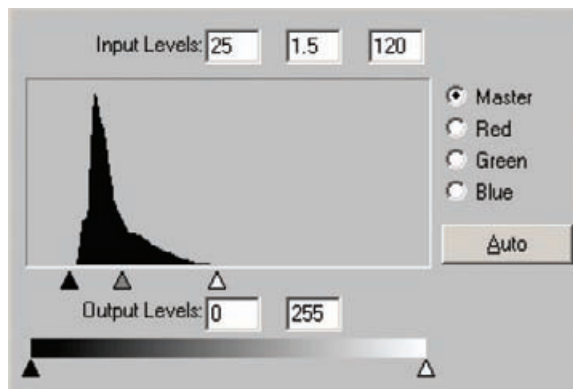 Input Levels: 25 1.5 120
Master
Red
Green
Blue
Auto
Output Levels: 0 255